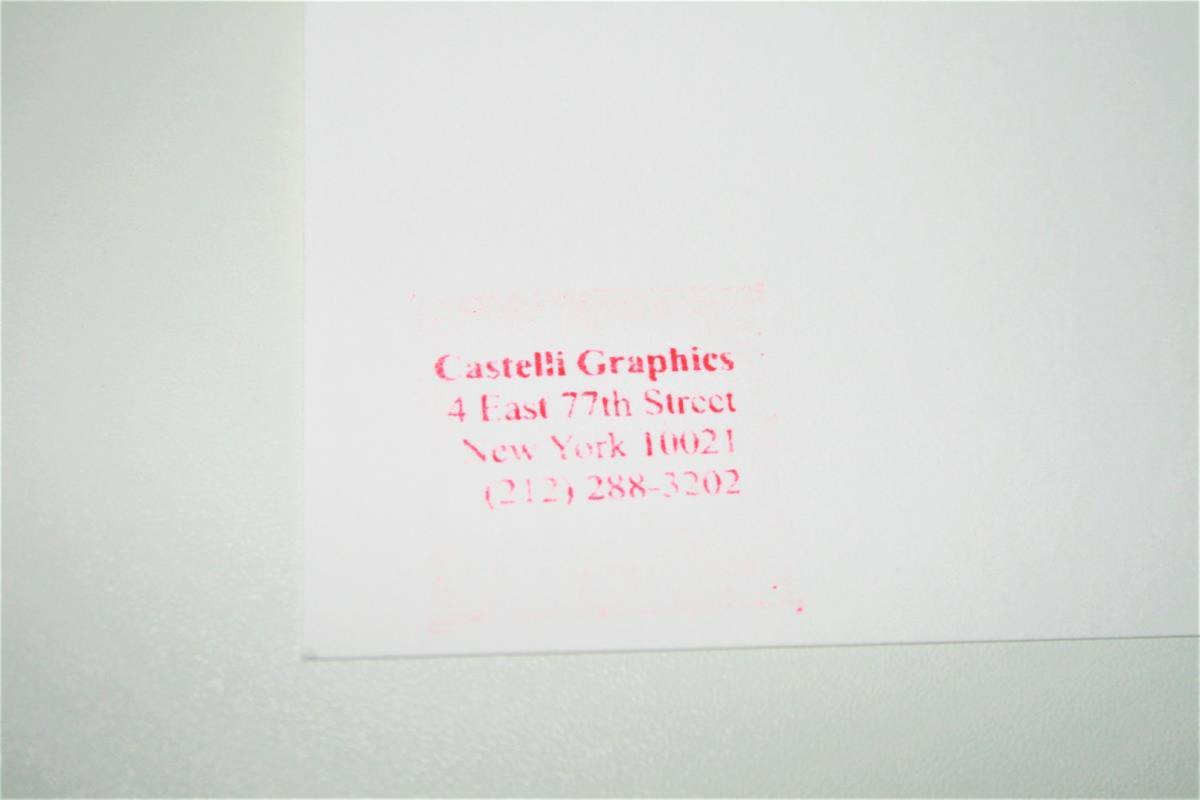 Castelli Graphics
4 East 77th Street
New York 10021
(212) 288-3202